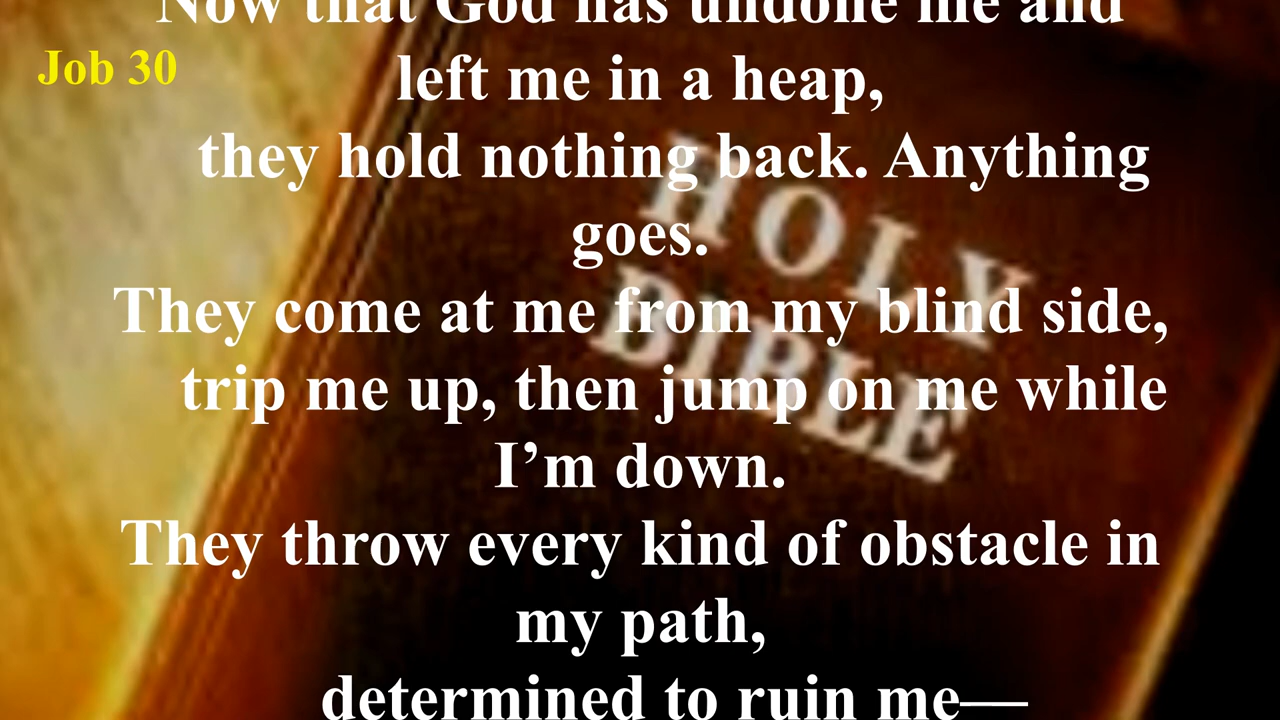 Now that God has undone me and
Job 30
left me in a heap,
they hold nothing back. Anything
goes.
They come at me from my blind side,
trip me up, then jump on me while
I’m down.
They throw every kind of obstacle in
my path,
determined to ruin me—
HOLY
BIBLE